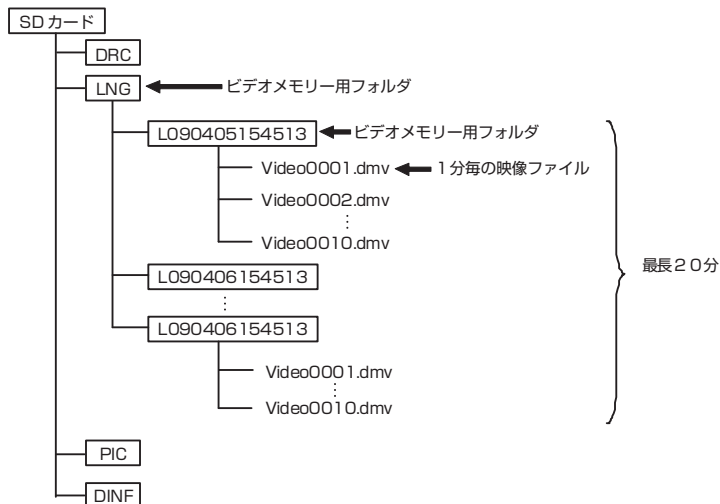 SDカード
DRC
LNG
ビデオメモリー用フォルダ
L090405154513
ビデオメモリー用フォルダ
Video0001.dmv
1分毎の映像ファイル
Video0002.dmv
⋮
Video0010.dmv
L090406154513
最長20分
⋮
L090406154513
Video0001.dmv
⋮
Video0010.dmv
PIC
DINF